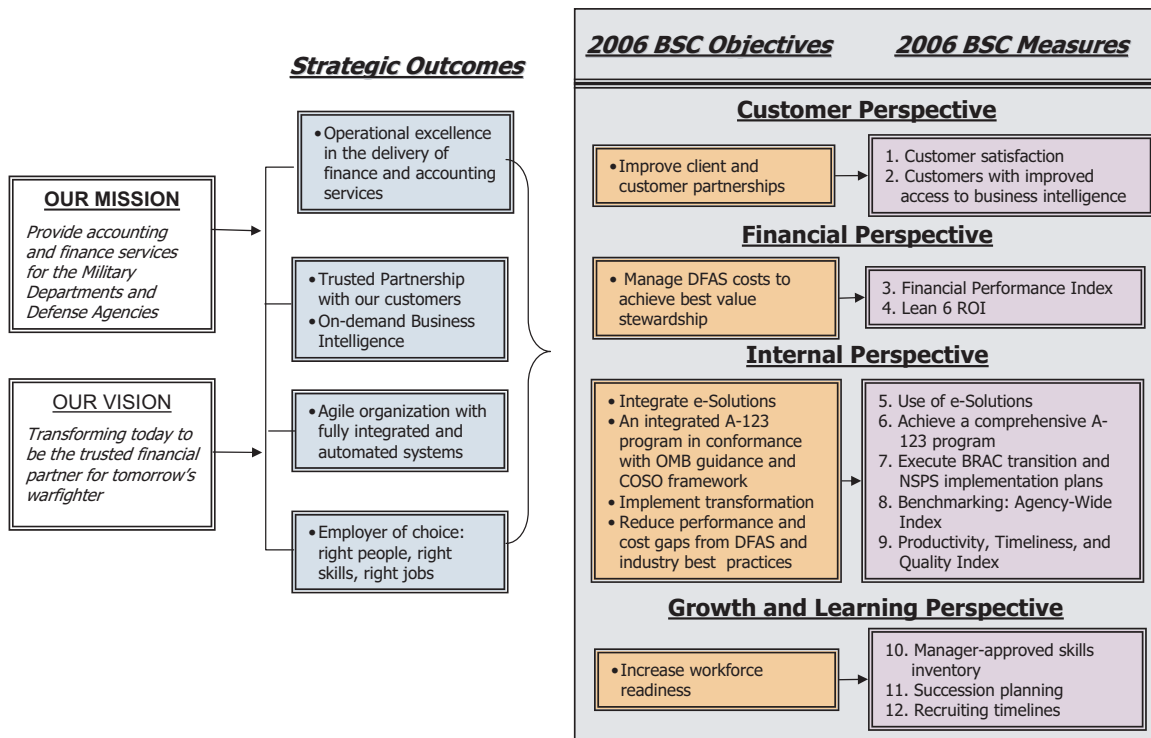 Strategic Outcomes
OUR MISSION
Provide accounting
and finance services
for the Military
Departments and
Defense Agencies
OUR VISION
Transforming today to
be the trusted financial
partner for tomorrow's
warfighter
•Operational excellence
in the delivery of
finance and accounting
services
•Trusted Partnership
with our customers
•On-demand Business
Intelligence
•Agile organization with
fully integrated and
automated systems
•Employer of choice:
right people, right
skills, right jobs
2006 BSC Objectives
2006 BSC Measures
Customer Perspective
•Improve client and
customer partnerships
1. Customer satisfaction
2. Customers with improved
access to business intelligence
Financial Perspective
• Manage DFAS costs to
achieve best value
stewardship
3. Financial Performance Index
4. Lean 6 ROI
Internal Perspective
• Integrate e-Solutions
• An integrated A-123
program in conformance
with OMB guidance and
COSO framework
• Implement transformation
• Reduce performance and
cost gaps from DFAS and
industry best practices
5. Use of e-Solutions
6. Achieve a comprehensive A-
123 program
7. Execute BRAC transition and
NSPS implementation plans
8. Benchmarking: Agency-Wide
Index
9. Productivity, Timeliness, and
Quality Index
Growth and Learning Perspective
•Increase workforce
readiness
10. Manager-approved skills
inventory
11. Succession planning
12. Recruiting timelines